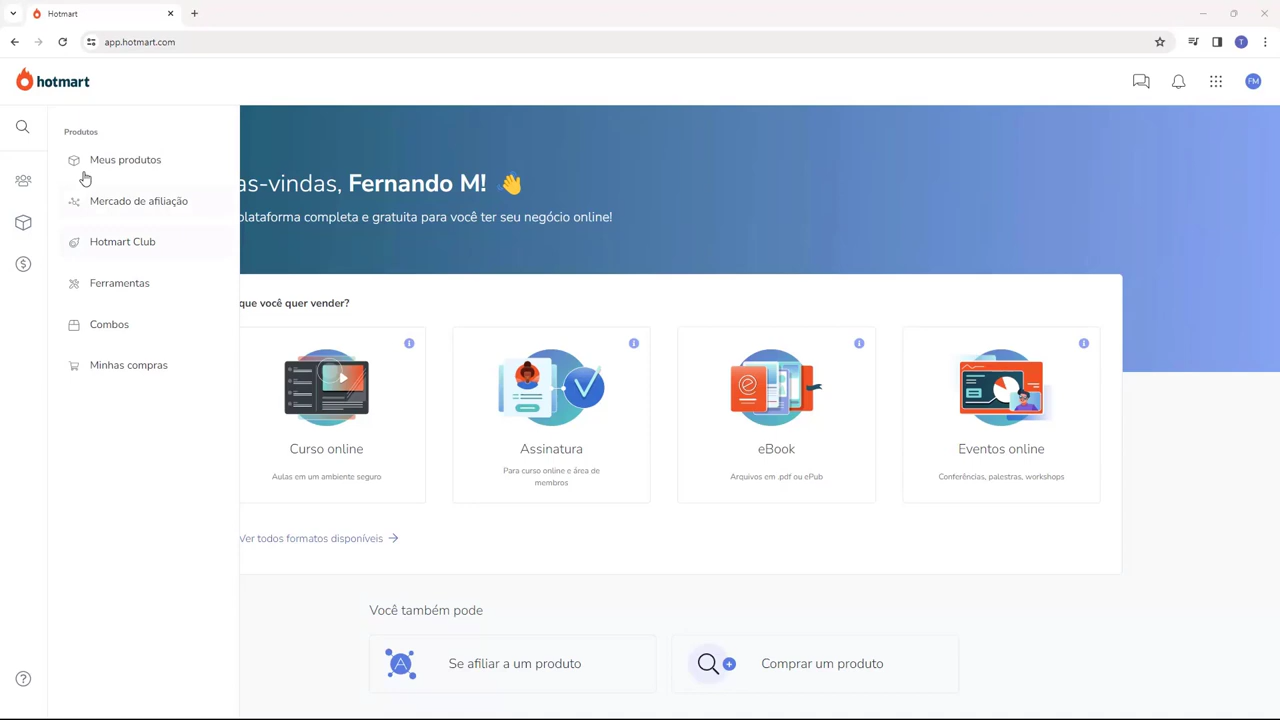 Hotmart
app.hotmart.com
T
hotmart
FM
Produtos
Meus produtos
Mercado de afiliação
Hotmart Club
Ferramentas
Combos
Minhas compras
as-vindas, Fernando M!
plataforma completa e gratuita para você ter seu negócio online!
que você quer vender?
Curso online
Aulas em um ambiente seguro
Assinatura
Para curso online e área de
membros
eBook
Arquivos em .pdf ou ePub
Eventos online
Conferências, palestras, workshops
Ver todos formatos disponíveis
Você também pode
A
Se afiliar a um produto
Comprar um produto